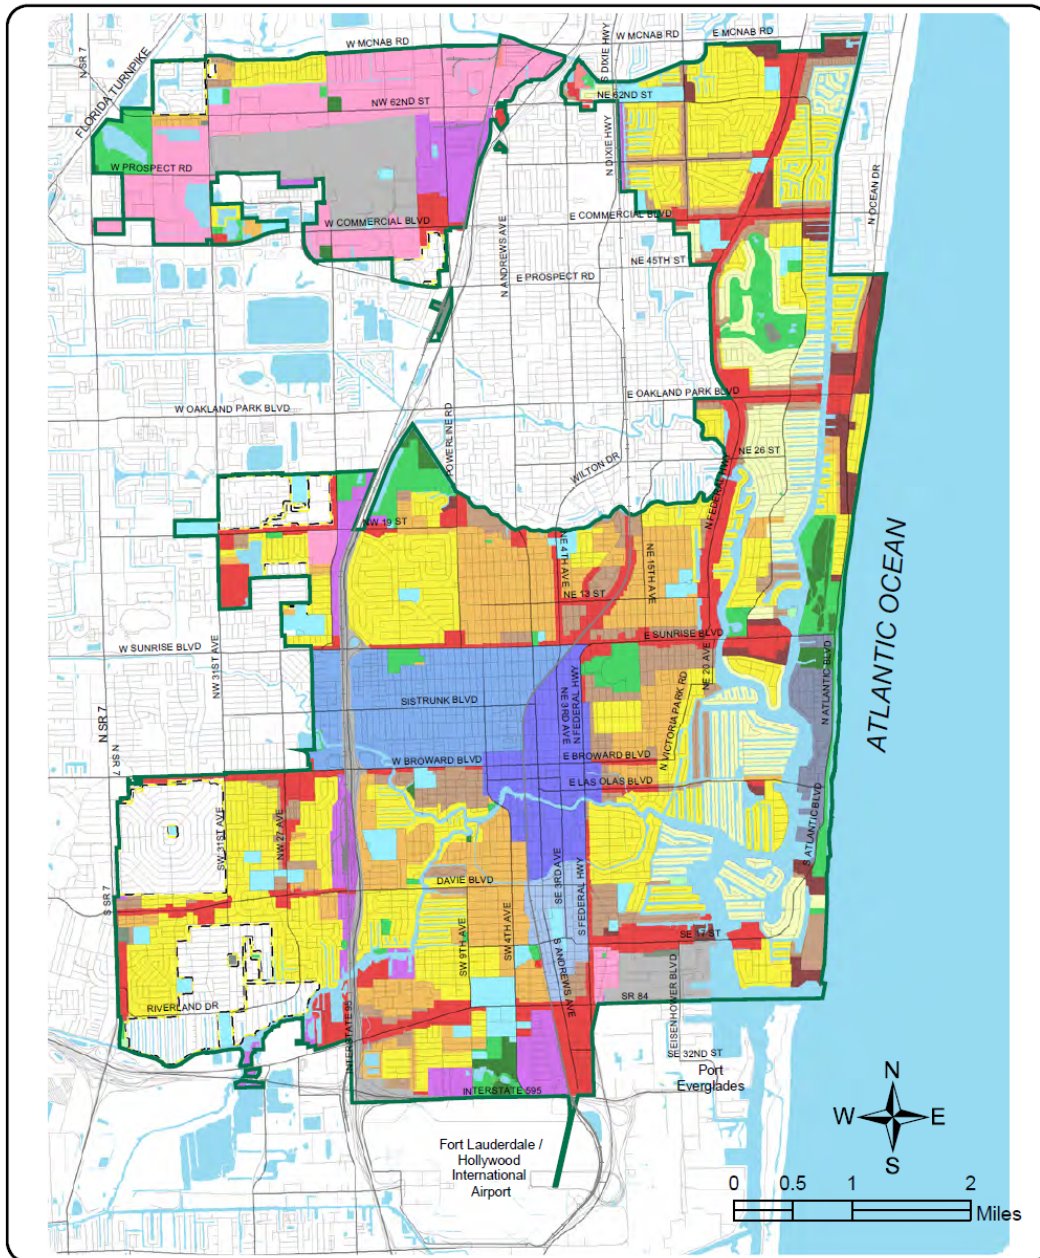 W MCNAB RD
W MCNAB RD
E MCNAB RD
N SR 7
FLORIDA TURNPIKE
S DIXIE HWY
NW 62ND ST
NE 62ND ST
N DIXIE HWY
W PROSPECT RD
N OCEAN DR
W COMMERCIAL BLVD
E COMMERCIAL BLVD
N ANDREWS AVE
NE 45TH ST
E PROSPECT RD
W OAKLAND PARK BLVD
E OAKLAND PARK BLVD
POWERLINE RD
WILTON DR
NE 26 ST
N FEDERAL HWY
NW 19 ST
NE 4TH AVE
NE 15TH AVE
NE 13 ST
ATLANTIC OCEAN
W SUNRISE BLVD
E SUNRISE BLVD
NW 31ST AVE
NE 20 AVE
N ATLANTIC BLVD
SISTRUNK BLVD
NE 3RD AVE
N FEDERAL HWY
N VICTORIA PARK RD
N SR 7
N SR 7
W BROWARD BLVD
E BROWARD BLVD
E LAS OLAS BLVD
SW 31ST AVE
NW 27 AVE
S ATLANTIC BLVD
DAVIE BLVD
SE 3RD AVE
S FEDERAL HWY
S SR 7
SW 9TH AVE
SW 4TH AVE
SE 17 ST
S ANDREWS AVE
EISENHOWER BLVD
RIVERLAND DR
SR 84
INTERSTATE 95
SE 32ND ST
Port
Everglades
INTERSTATE 595
N
W E
S
Fort Lauderdale /
Hollywood
International
Airport
0 0.5 1 2
Miles